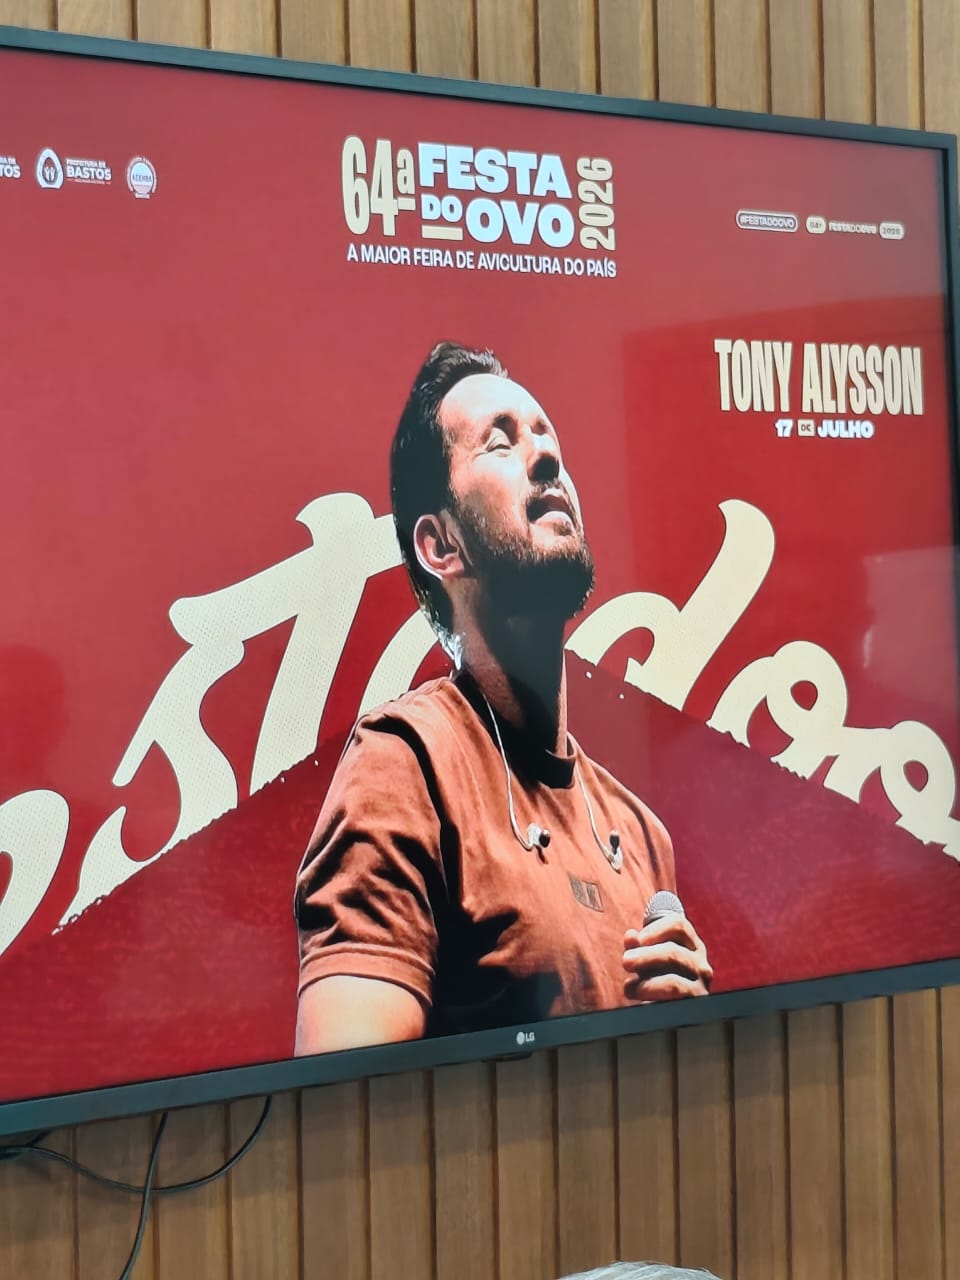 PREFEITURA DE
BASTOS
64ª FESTA DO OVO 2026
A MAIOR FEIRA DE AVICULTURA DO PAÍS
#FESTADOOVO
64ª FESTADOOVO 2026
TONY ALYSSON
17 DE JULHO
LG